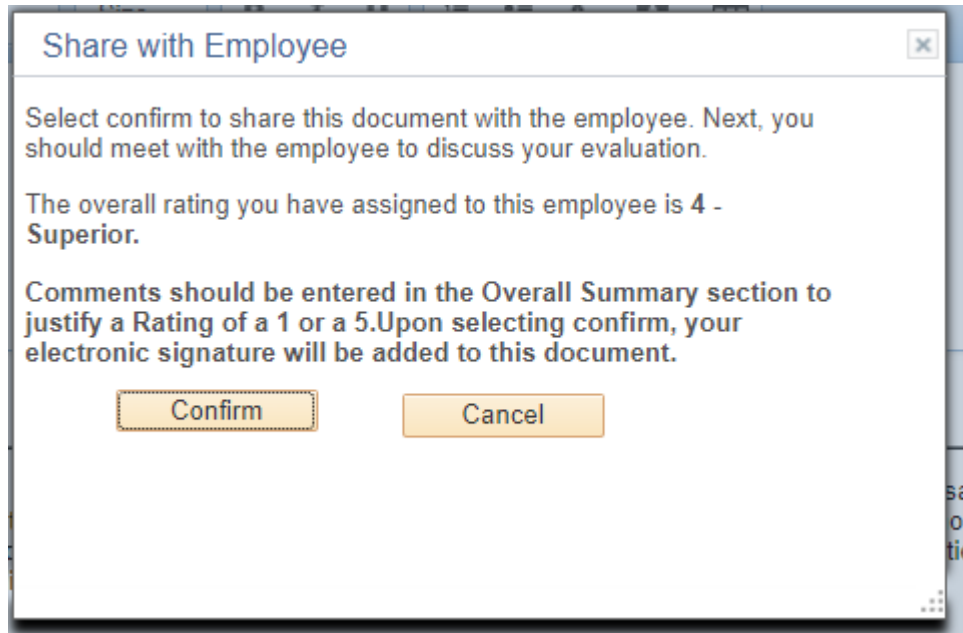 Share with Employee
Select confirm to share this document with the employee. Next, you
should meet with the employee to discuss your evaluation.
The overall rating you have assigned to this employee is 4 -
Superior.
Comments should be entered in the Overall Summary section to
justify a Rating of a 1 or a 5.Upon selecting confirm, your
electronic signature will be added to this document.
Confirm
Cancel